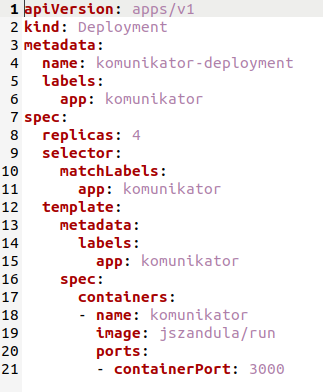 1 apiVersion: apps/v1
2 kind: Deployment
3 metadata:
4   name: komunikator-deployment
5   labels:
6     app: komunikator
7 spec:
8   replicas: 4
9   selector:
10     matchLabels:
11       app: komunikator
12   template:
13     metadata:
14       labels:
15         app: komunikator
16     spec:
17       containers:
18       - name: komunikator
19         image: jszandula/run
20         ports:
21         - containerPort: 3000